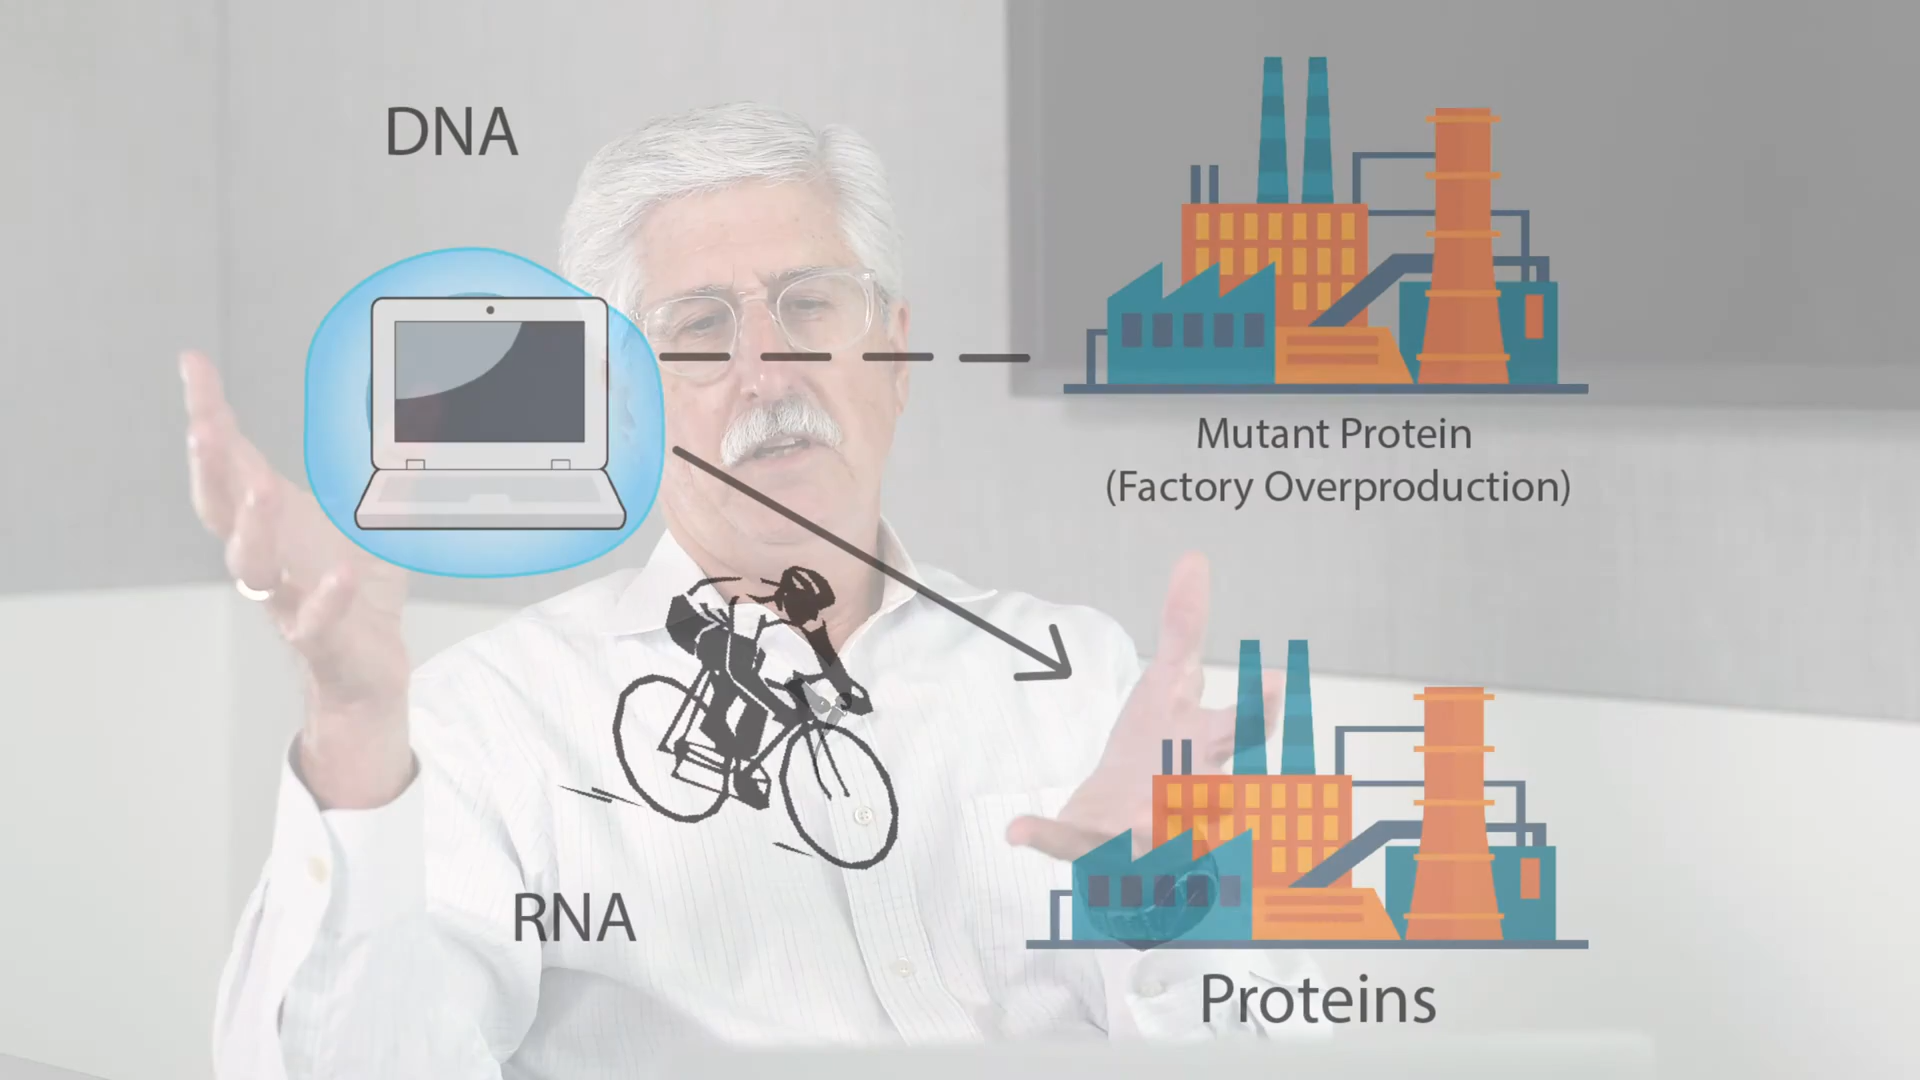 DNA
Mutant Protein
(Factory Overproduction)
RNA
Proteins